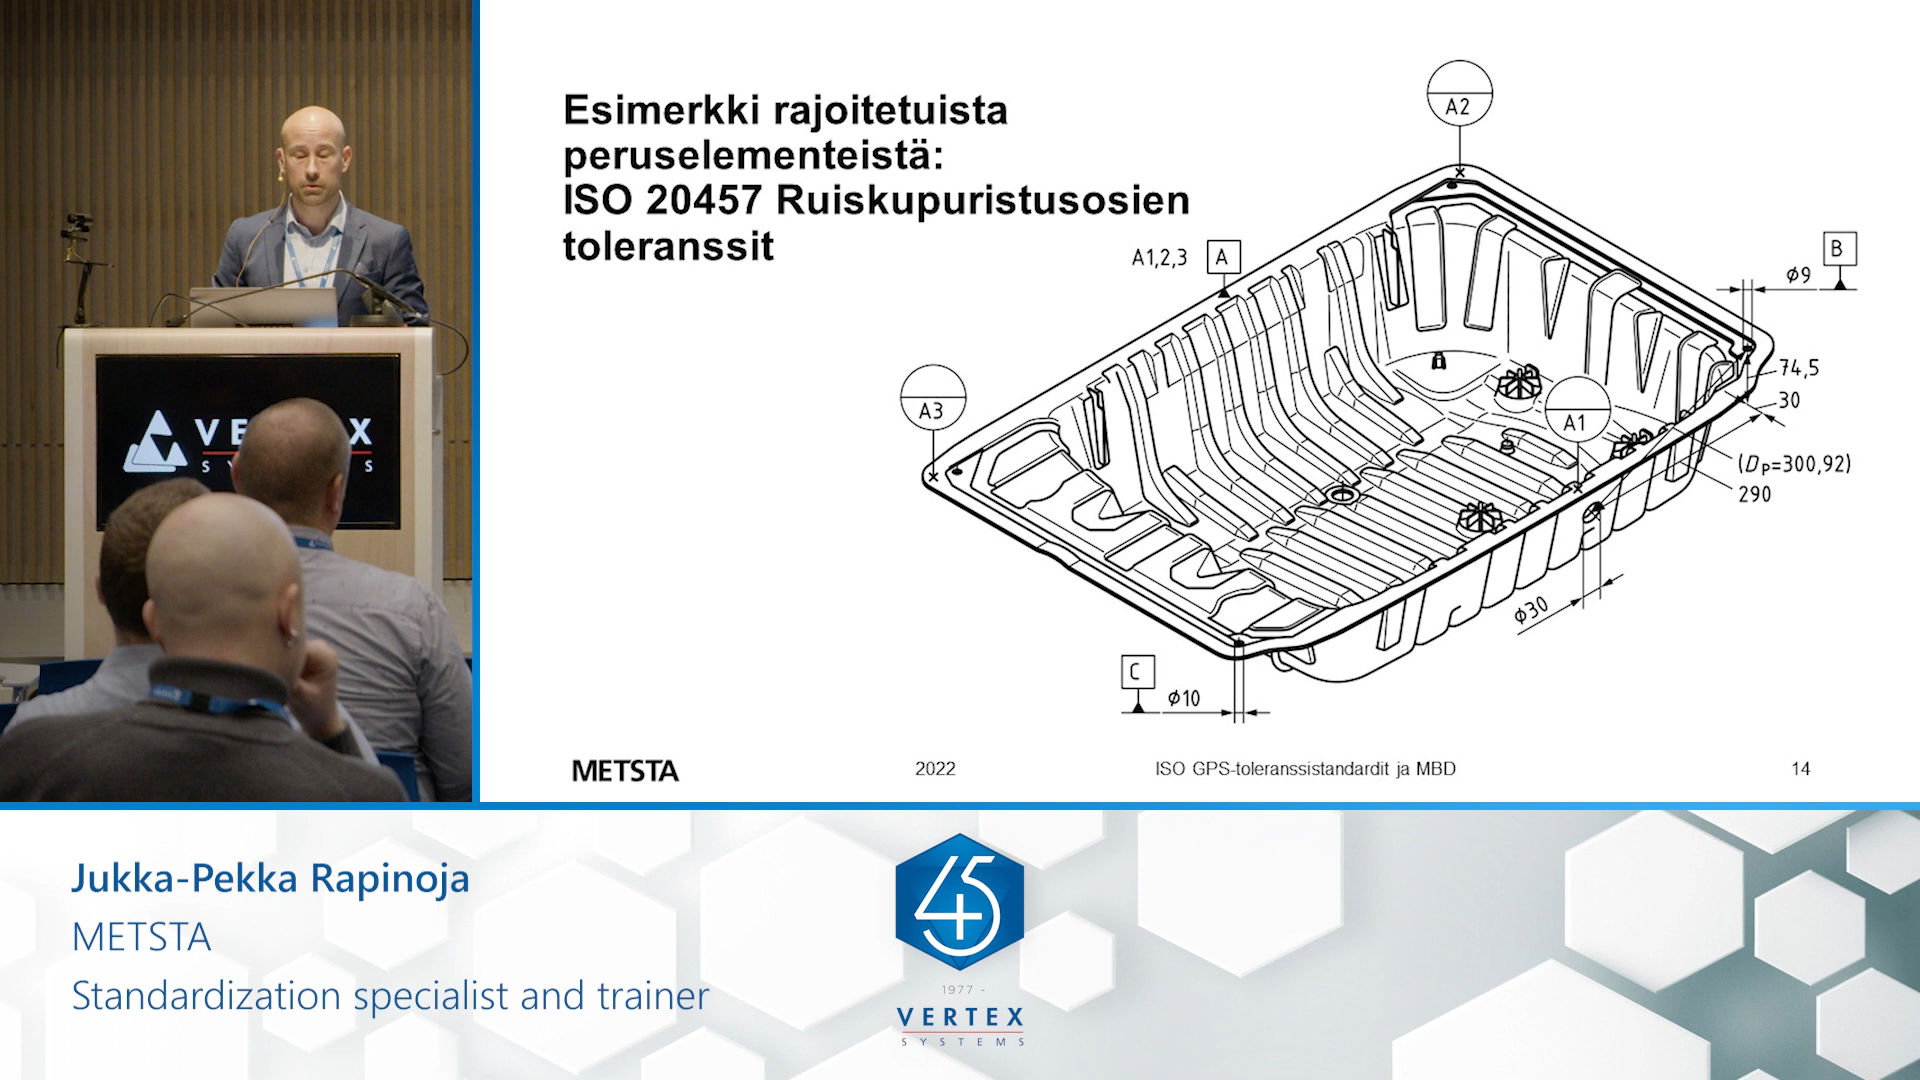 Esimerkki rajoitetuista
peruselementeistä:
ISO 20457 Ruiskupuristusosien
toleranssit
A2
A1,2,3
A
B
⌀9
A3
A1
74,5
30
(Dp=300,92)
290
⌀30
C
⌀10
METSTA
2022
ISO GPS-toleranssistandardit ja MBD
14
Jukka-Pekka Rapinoja
METSTA
Standardization specialist and trainer
45
1977 -
VERTEX
SYSTEMS